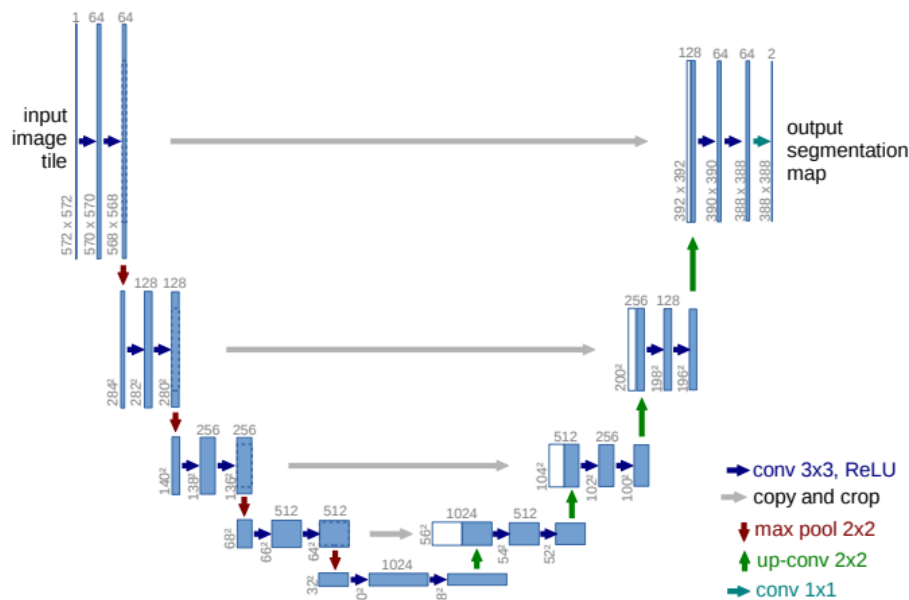 1
64
64
input
image
tile
572 x 572
570 x 570
568 x 568
128
64
64
2
output
segmentation
map
392 x 392
390 x 390
388 x 388
388 x 388
128
128
284²
282²
280²
256
128
200²
198²
196²
256
256
140²
138²
136²
512
256
104²
102²
100²
512
512
68²
66²
64²
1024
512
56²
54²
52²
1024
32²
0²
8²
conv 3x3, ReLU
copy and crop
max pool 2x2
up-conv 2x2
conv 1x1